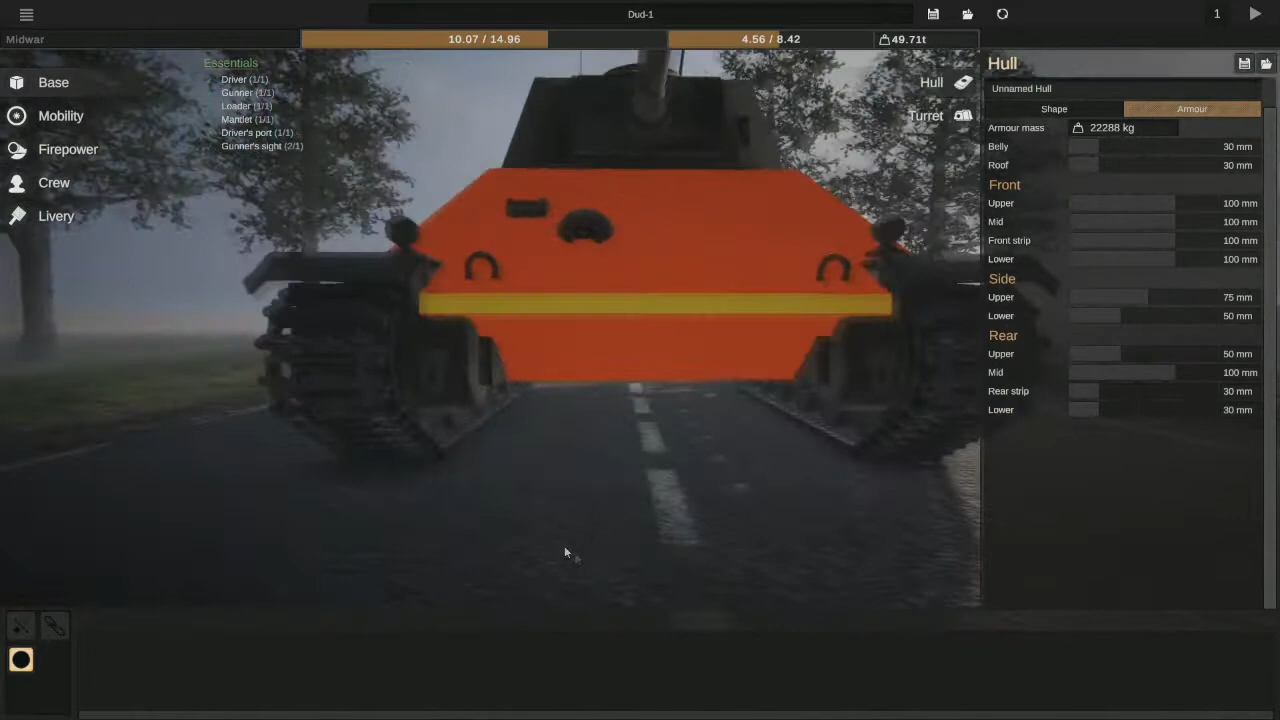 Dud-1
1
Midwar
10.07 / 14.96
4.56 / 8.42
49.71t
Base
Mobility
Firepower
Crew
Livery
Essentials
Driver (1/1)
Gunner (1/1)
Loader (1/1)
Mantlet (1/1)
Driver's port (1/1)
Gunner's sight (2/1)
Hull
Turret
Hull
Unnamed Hull
Shape Armour
Armour mass 22288 kg
Belly 30 mm
Roof 30 mm
Front
Upper 100 mm
Mid 100 mm
Front strip 100 mm
Lower 100 mm
Side
Upper 75 mm
Lower 50 mm
Rear
Upper 50 mm
Mid 100 mm
Rear strip 30 mm
Lower 30 mm